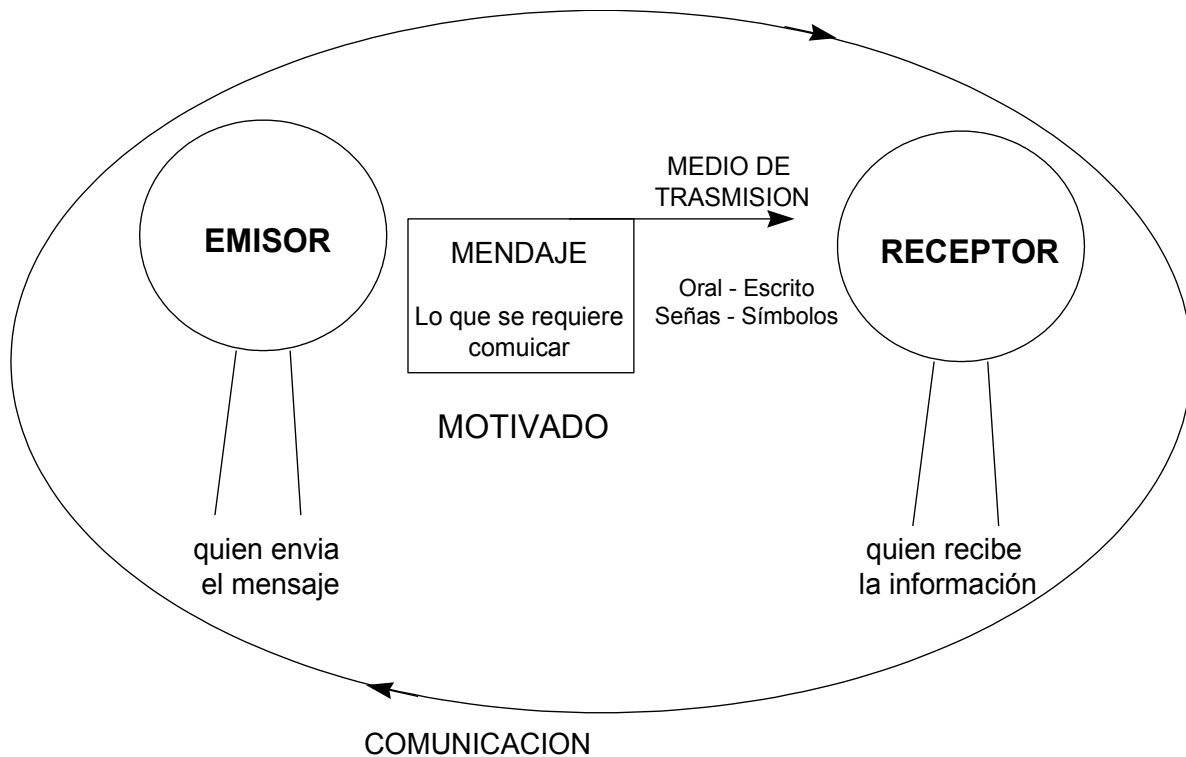 EMISOR
MENDAJE
Lo que se requiere
comuicar
MOTIVADO
MEDIO DE
TRASMISION
Oral - Escrito
Señas - Símbolos
RECEPTOR
quien envia
el mensaje
quien recibe
la información
COMUNICACION